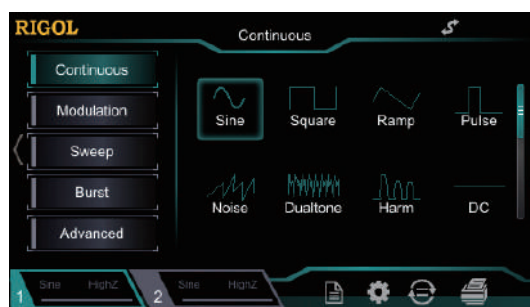 RIGOL
Continuous
Continuous
Modulation
Sweep
Burst
Advanced
Sine
Square
Ramp
Pulse
Noise
Dualtone
Harm
DC
1 Sine HighZ
2 Sine HighZ